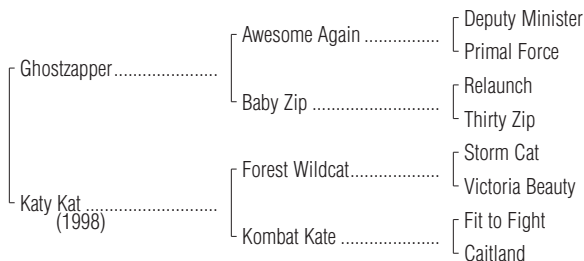 Deputy Minister
Awesome Again ..................
Primal Force
Ghostzapper.........................
Relaunch
Baby Zip ..............................
Thirty Zip
Storm Cat
Forest Wildcat.....................
Victoria Beauty
Katy Kat ...............................
(1998)
Fit to Fight
Kombat Kate .......................
Caitland